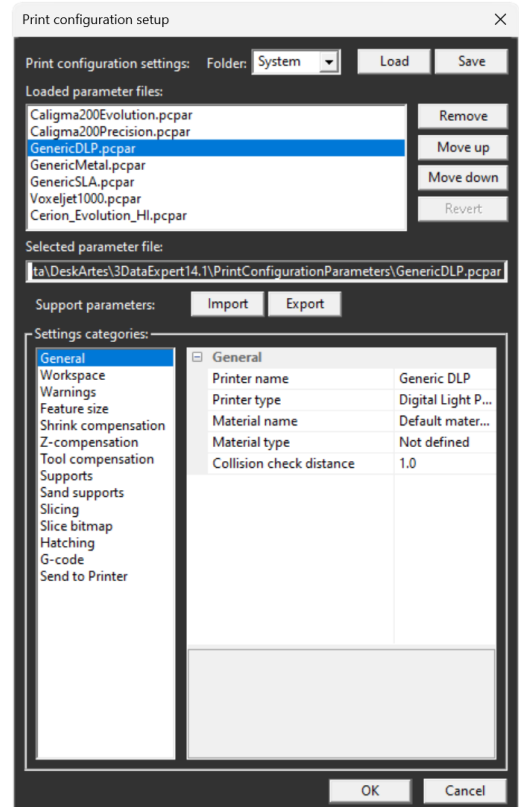 Print configuration setup
Print configuration settings: Folder: System Load Save
Loaded parameter files:
Caligma200Evolution.pcpar
Caligma200Precision.pcpar
GenericDLP.pcpar
GenericMetal.pcpar
GenericSLA.pcpar
Voxeljet1000.pcpar
Cerion_Evolution_HI.pcpar
Remove
Move up
Move down
Revert
Selected parameter file:
ta\DeskArtes\3DataExpert14.1\PrintConfigurationParameters\GenericDLP.pcpar
Support parameters: Import Export
Settings categories:
General
Workspace
Warnings
Feature size
Shrink compensation
Z-compensation
Tool compensation
Supports
Sand supports
Slicing
Slice bitmap
Hatching
G-code
Send to Printer
General
Printer name Generic DLP
Printer type Digital Light P...
Material name Default mater...
Material type Not defined
Collision check distance 1.0
OK Cancel